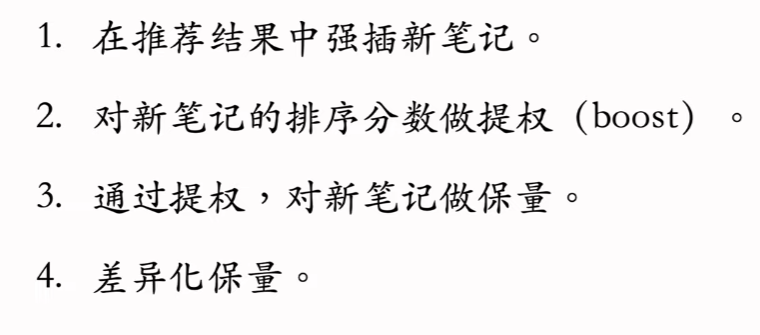 1. 在推荐结果中强插新笔记。
2. 对新笔记的排序分数做提权（boost）。
3. 通过提权，对新笔记做保量。
4. 差异化保量。